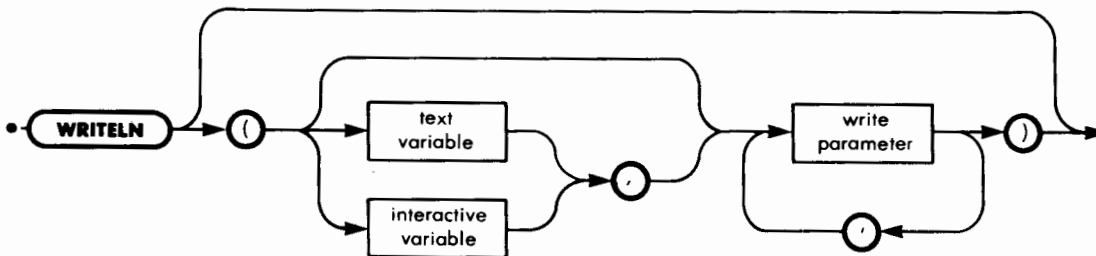 WRITELN
(
text
variable
,
interactive
variable
write
parameter
,
)